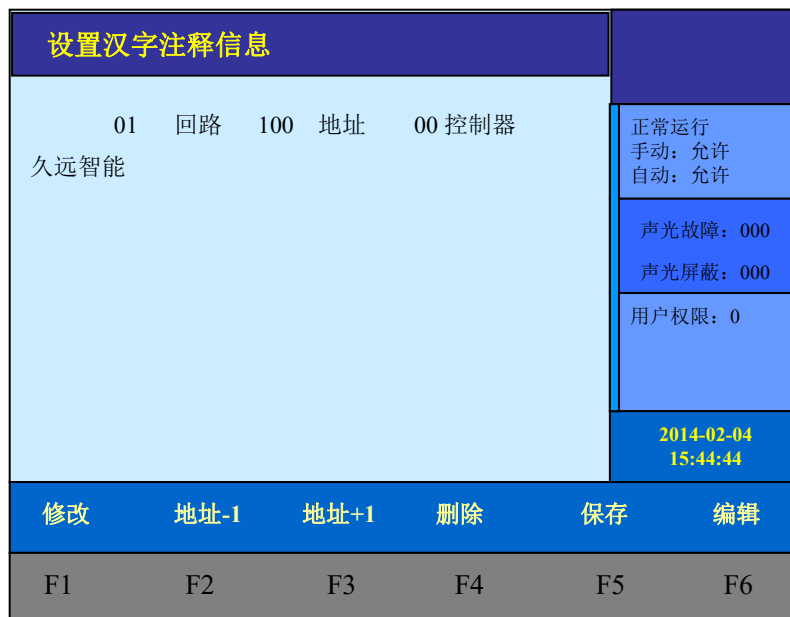 设置汉字注释信息
01 回路 100 地址 00 控制器
久远智能
正常运行
手动：允许
自动：允许
声光故障：000
声光屏蔽：000
用户权限：0
2014-02-04
15:44:44
修改 地址-1 地址+1 删除 保存 编辑
F1 F2 F3 F4 F5 F6